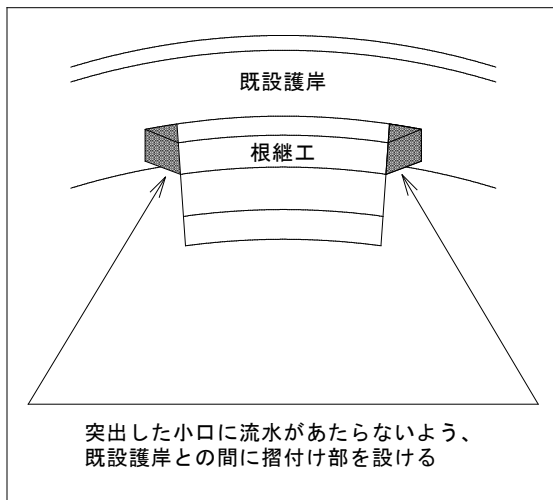 既設護岸
根継工
突出した小口に流水があたらないよう、
既設護岸との間に摺付け部を設ける